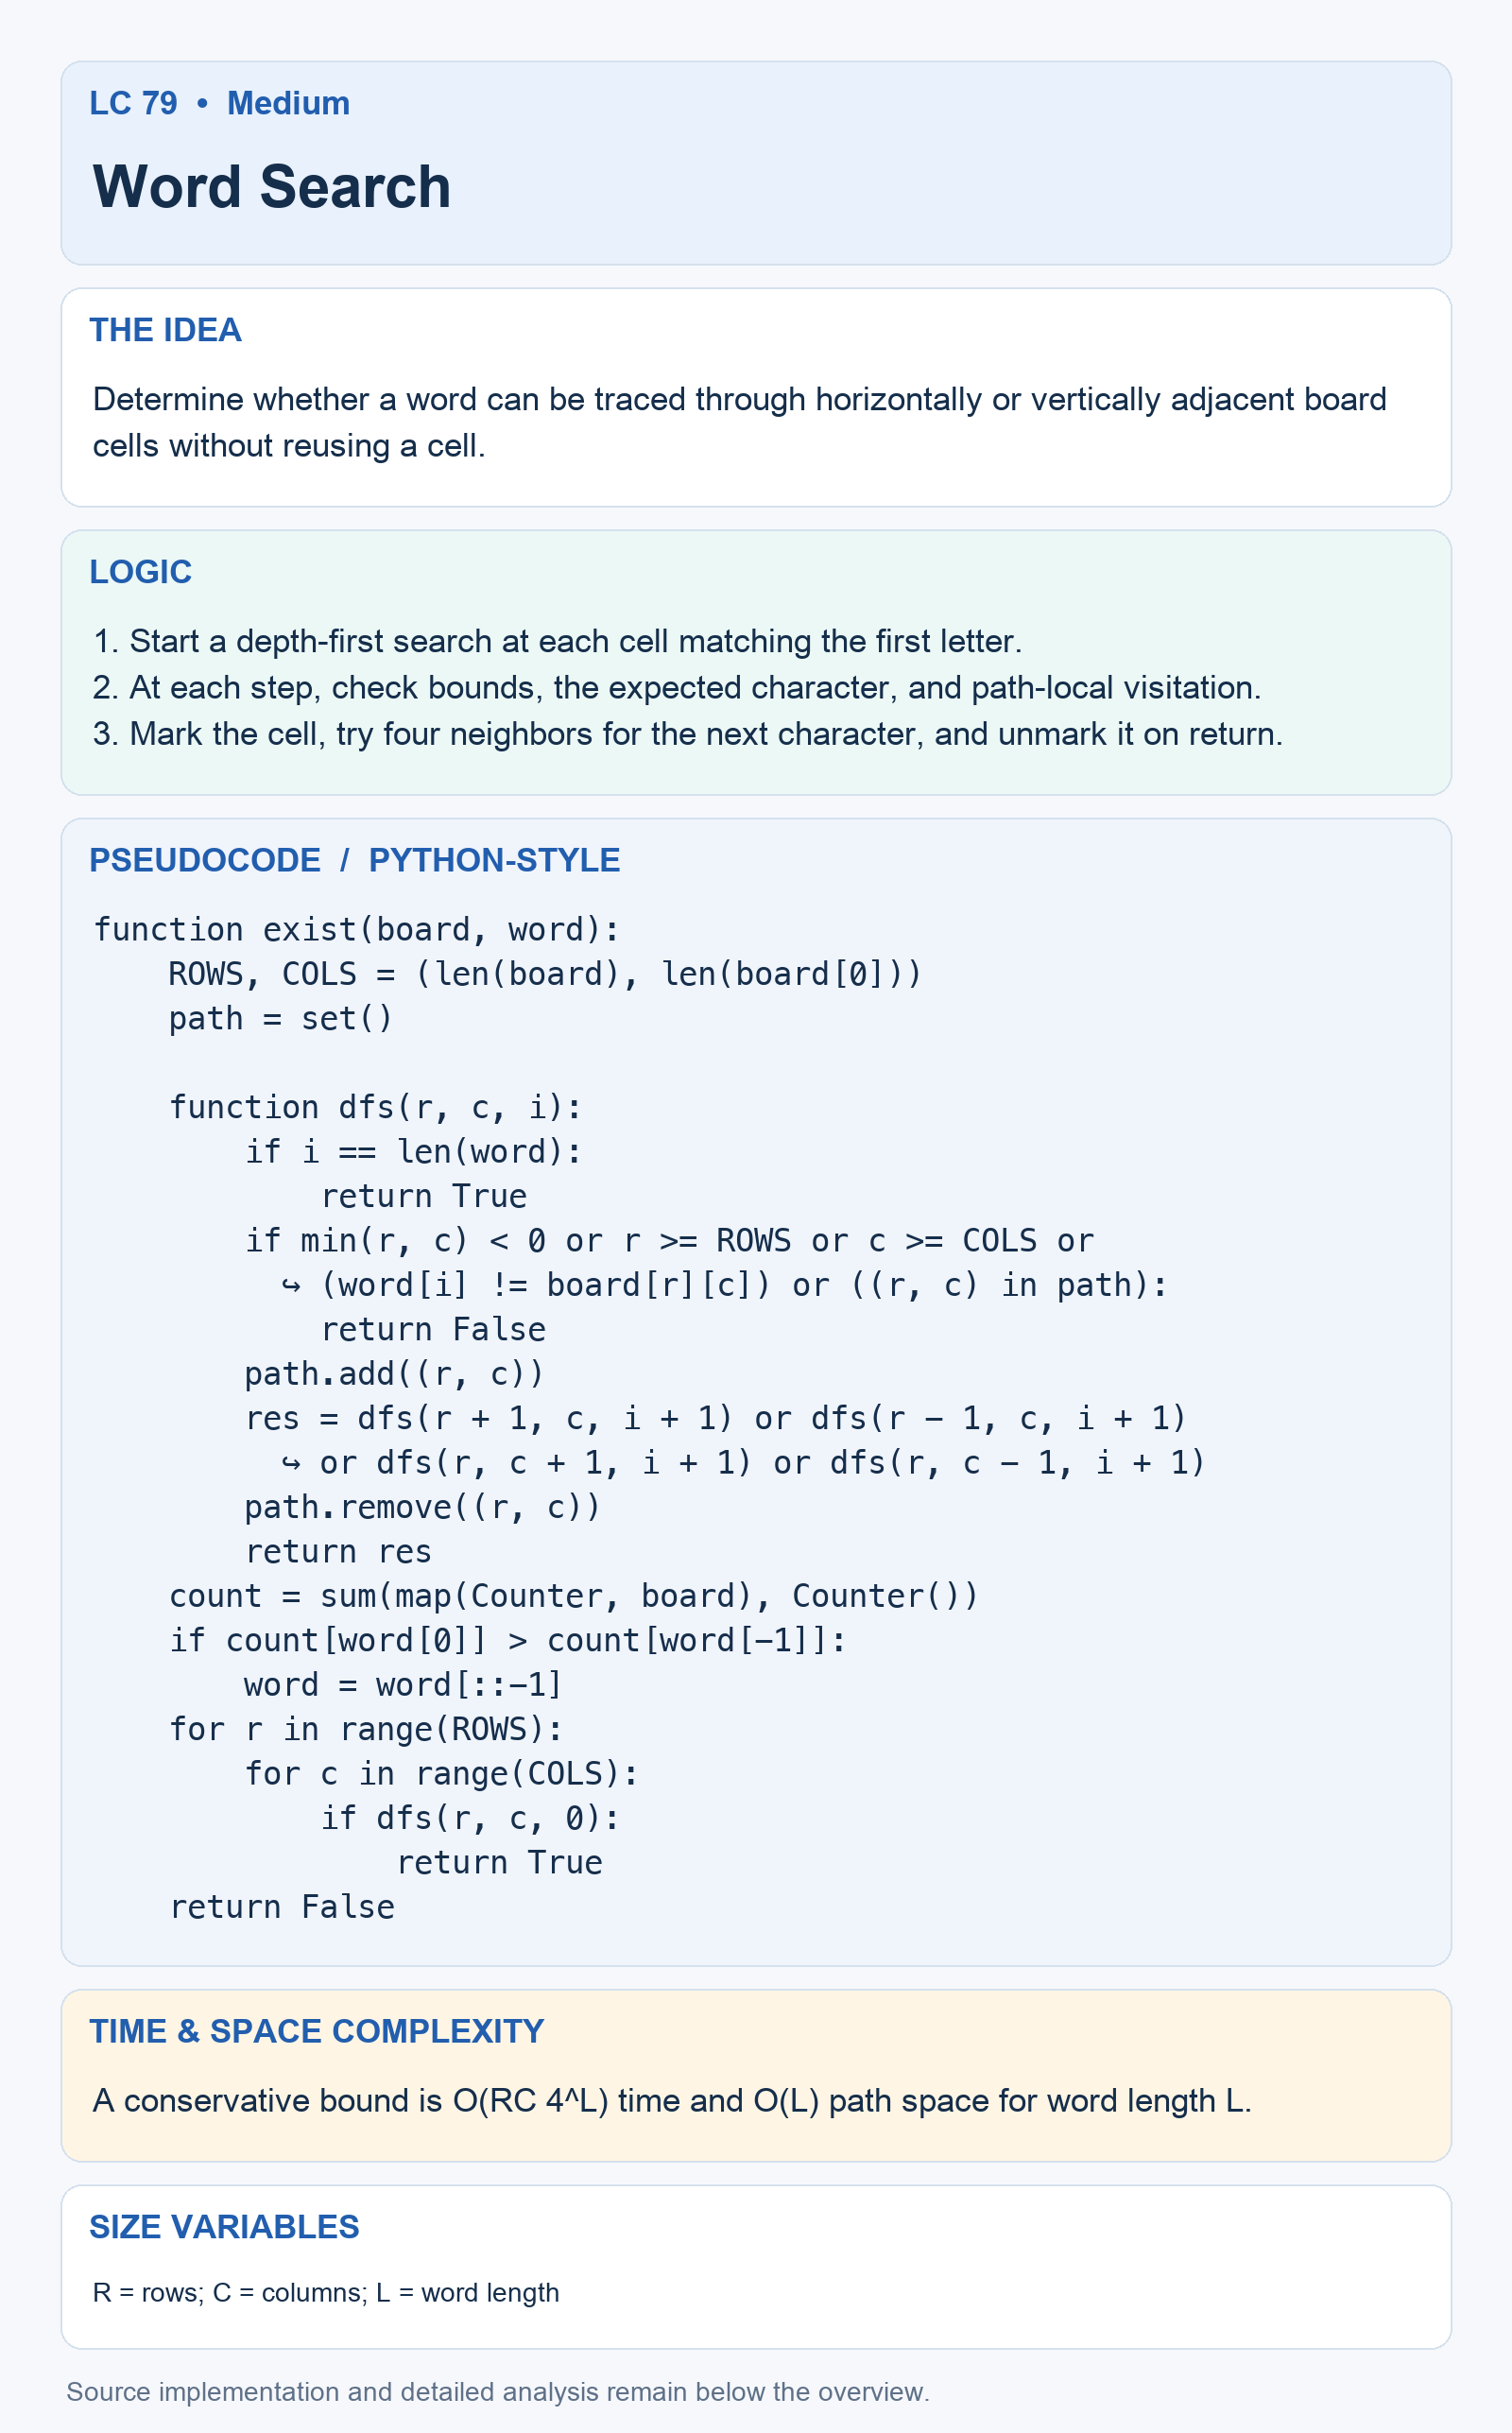 LC 79 • Medium
Word Search
THE IDEA
Determine whether a word can be traced through horizontally or vertically adjacent board
cells without reusing a cell.
LOGIC
1. Start a depth-first search at each cell matching the first letter.
2. At each step, check bounds, the expected character, and path-local visitation.
3. Mark the cell, try four neighbors for the next character, and unmark it on return.
PSEUDOCODE / PYTHON-STYLE
function exist(board, word):
    ROWS, COLS = (len(board), len(board[0]))
    path = set()

    function dfs(r, c, i):
        if i == len(word):
            return True
        if min(r, c) < 0 or r >= ROWS or c >= COLS or
          ↪ (word[i] != board[r][c]) or ((r, c) in path):
            return False
        path.add((r, c))
        res = dfs(r + 1, c, i + 1) or dfs(r − 1, c, i + 1)
          ↪ or dfs(r, c + 1, i + 1) or dfs(r, c − 1, i + 1)
        path.remove((r, c))
        return res
    count = sum(map(Counter, board), Counter())
    if count[word[0]] > count[word[−1]]:
        word = word[::−1]
    for r in range(ROWS):
        for c in range(COLS):
            if dfs(r, c, 0):
                return True
    return False
TIME & SPACE COMPLEXITY
A conservative bound is O(RC 4^L) time and O(L) path space for word length L.
SIZE VARIABLES
R = rows; C = columns; L = word length
Source implementation and detailed analysis remain below the overview.